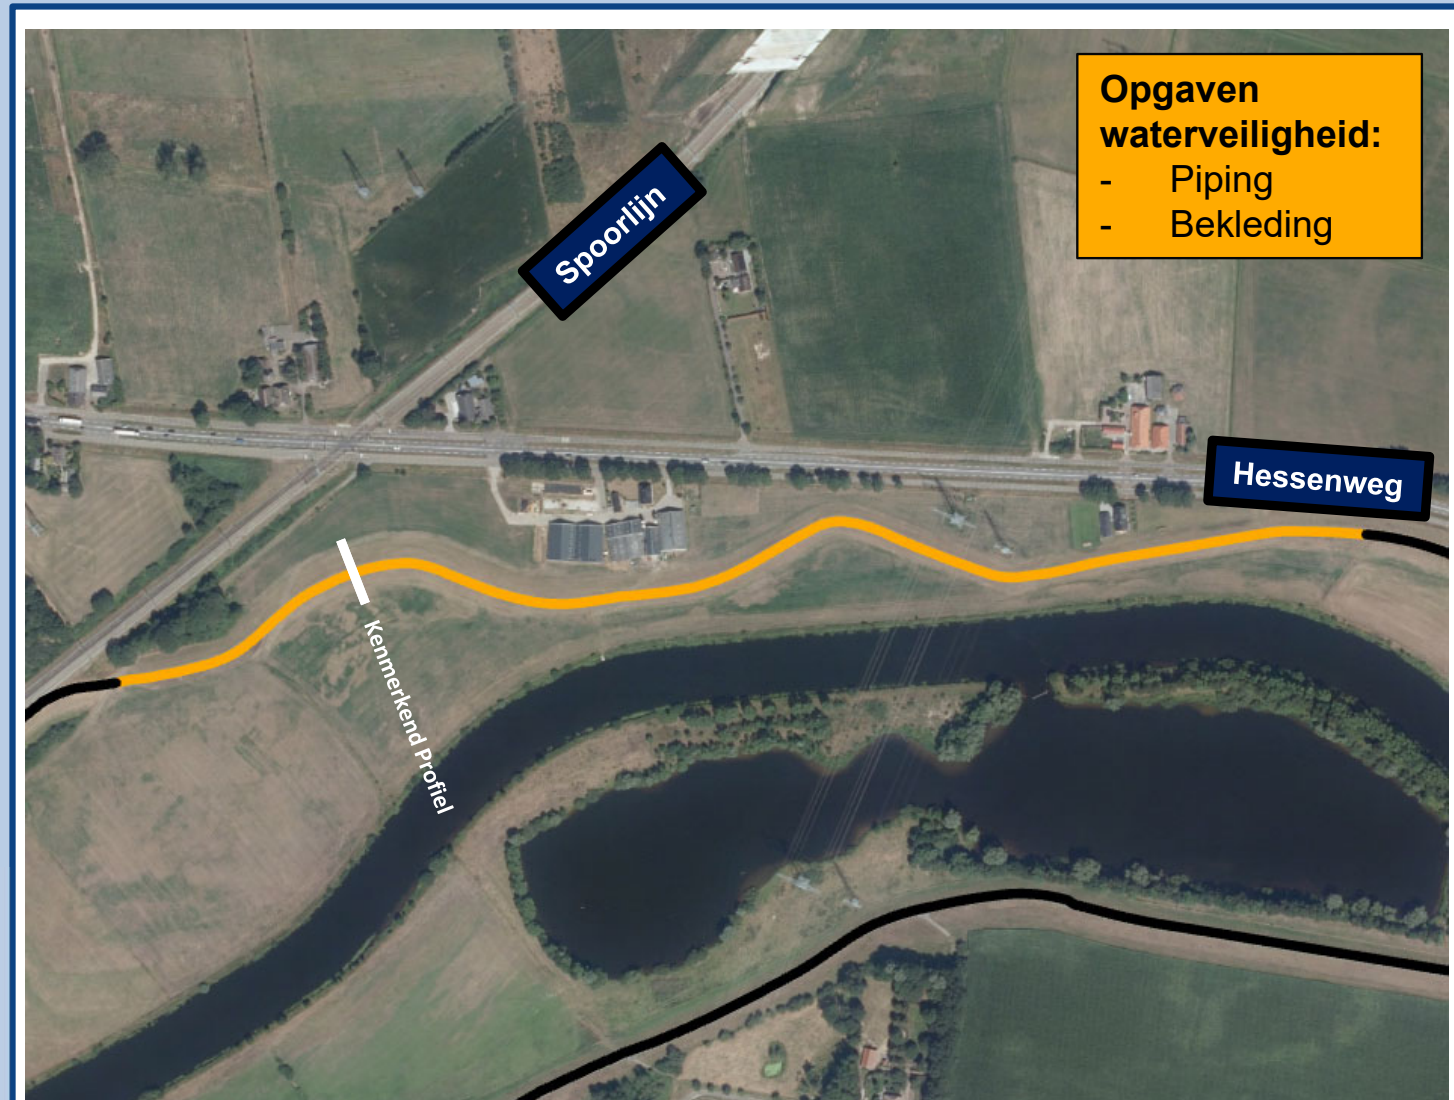 Opgaven
waterveiligheid:
- Piping
- Bekleding
Spoorlijn
Hessenweg
Kenmerkend Profiel